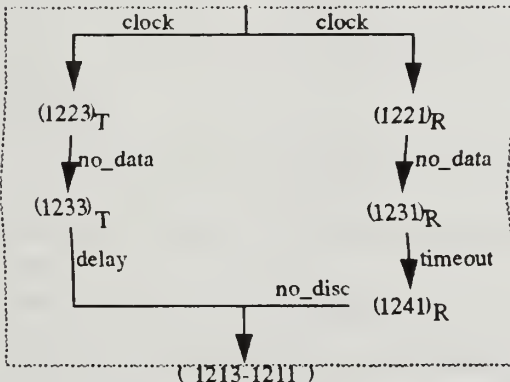 clock clock
(1223)T (1221)R
no_data no_data
(1233)T (1231)R
delay timeout
no_disc (1241)R
( 1213-1211 )